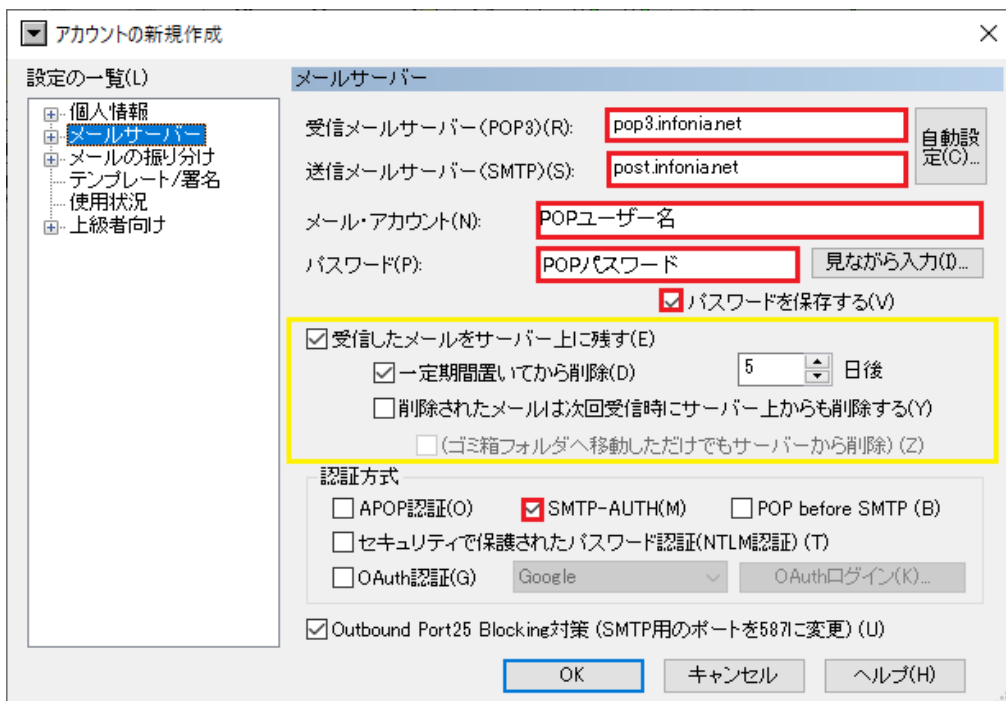 アカウントの新規作成
設定の一覧(L)
個人情報
メールサーバー
メールの振り分け
テンプレート/署名
使用状況
上級者向け
メールサーバー
受信メールサーバー(POP3)(R):
pop3.infonia.net
送信メールサーバー(SMTP)(S):
post.infonia.net
自動設
定(C)...
メール・アカウント(N):
POPユーザー名
パスワード(P):
POPパスワード
見ながら入力(I)...
パスワードを保存する(V)
受信したメールをサーバー上に残す(E)
一定期間置いてから削除(D)
5
日後
削除されたメールは次回受信時にサーバー上からも削除する(Y)
(ゴミ箱フォルダへ移動しただけでもサーバーから削除) (Z)
認証方式
APOP認証(O)
SMTP-AUTH(M)
POP before SMTP (B)
セキュリティで保護されたパスワード認証(NTLM認証) (T)
OAuth認証(G)
Google
OAuthログイン(K)...
Outbound Port25 Blocking対策 (SMTP用のポートを587に変更) (U)
OK
キャンセル
ヘルプ(H)